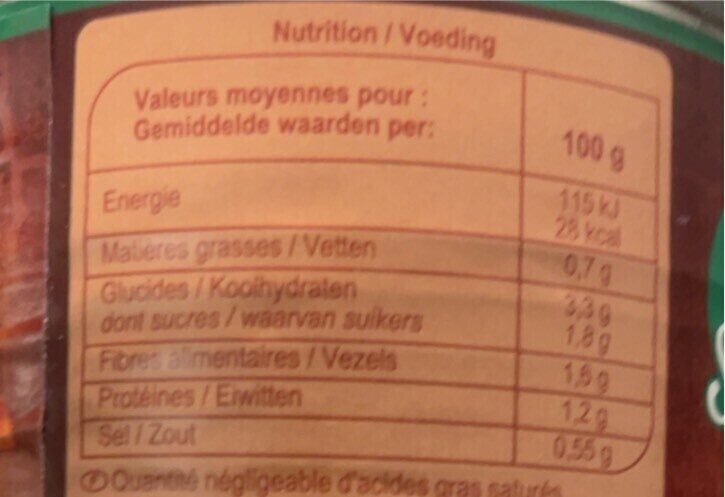 Nutrition / Voeding
Valeurs moyennes pour :
Gemiddelde waarden per:
100 g
Energie
115 kJ
28 kcal
Matières grasses / Vetten 0,7 g
Glucides / Koolhydraten 3,3 g
dont sucres / waarvan suikers 1,8 g
Fibres alimentaires / Vezels 1,6 g
Protéines / Eiwitten 1,2 g
Sel / Zout 0,55 g
Quantité négligeable d'acides gras saturés